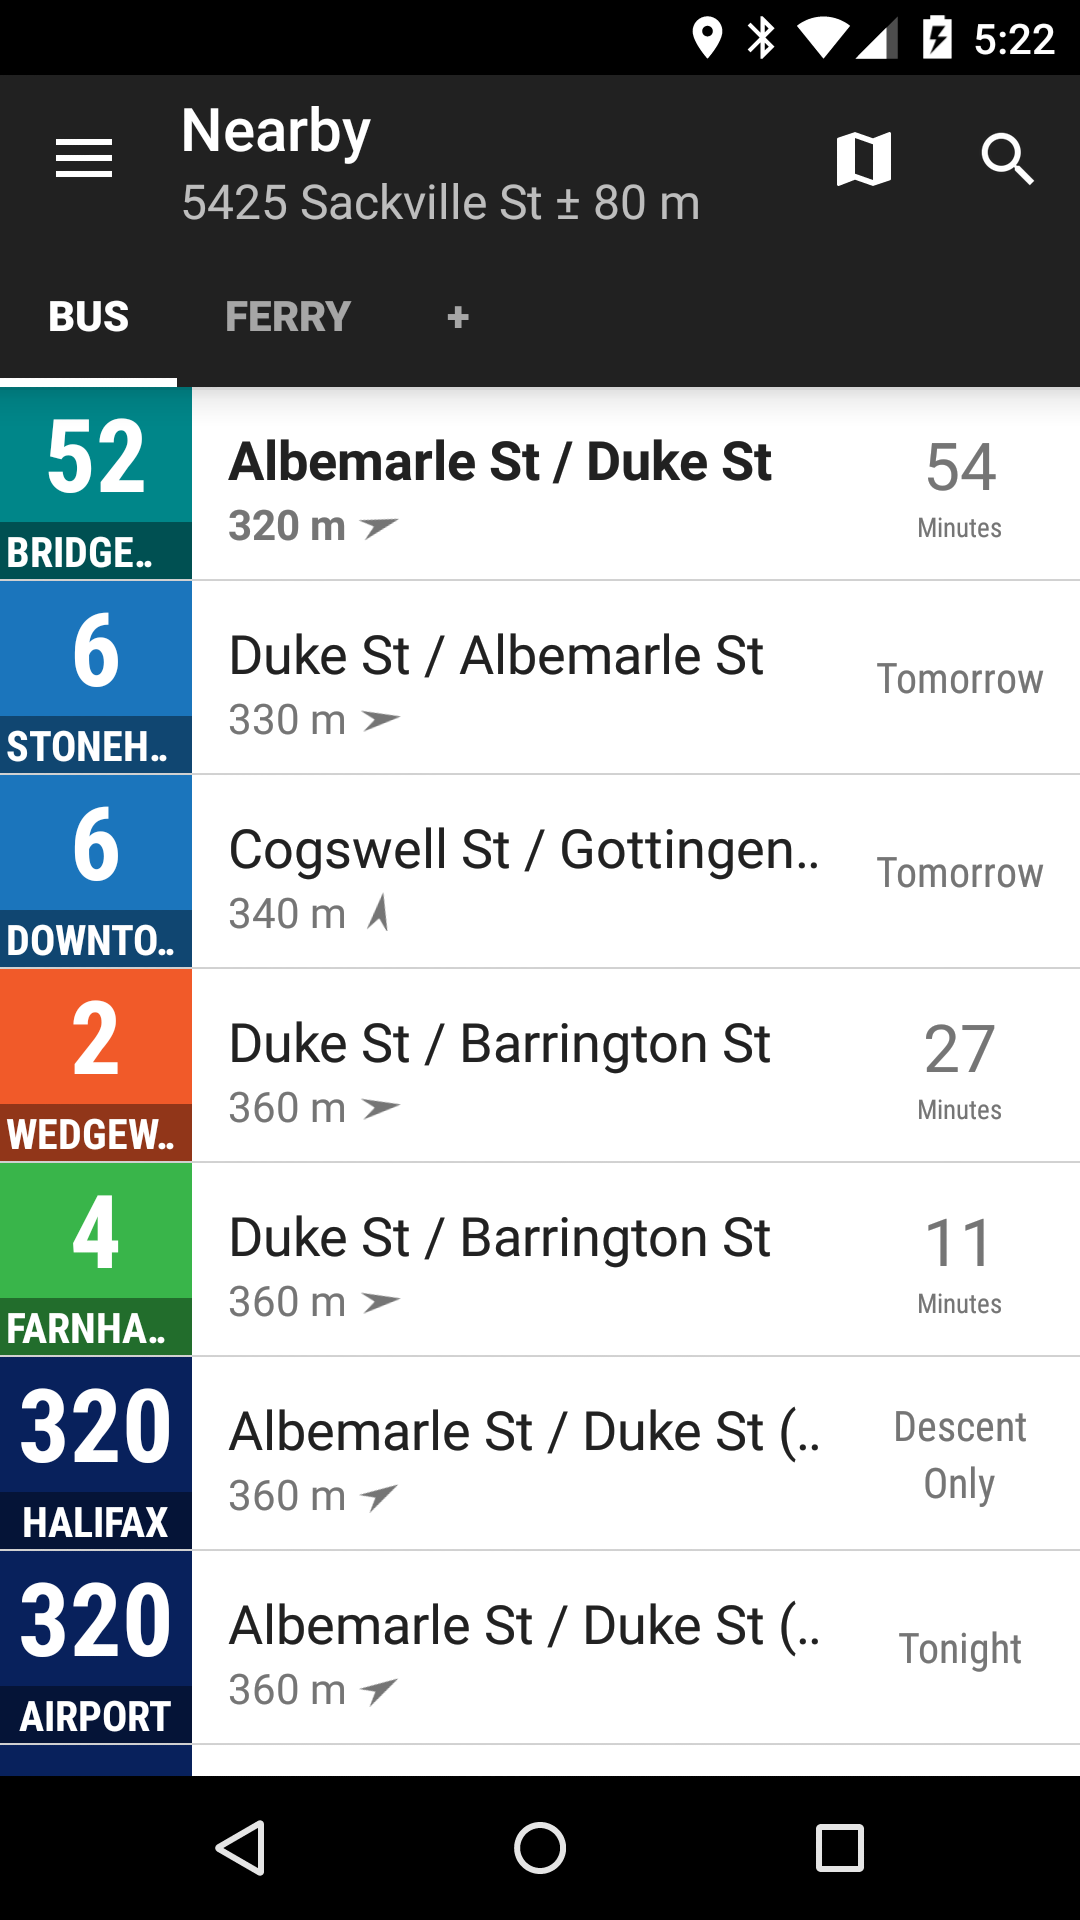 5:22
Nearby
5425 Sackville St ± 80 m
BUS FERRY +
52
BRIDGE..
Albemarle St / Duke St
320 m
54
Minutes
6
STONEH..
Duke St / Albemarle St
330 m
Tomorrow
6
DOWNTO..
Cogswell St / Gottingen..
340 m
Tomorrow
2
WEDGEW..
Duke St / Barrington St
360 m
27
Minutes
4
FARNHA..
Duke St / Barrington St
360 m
11
Minutes
320
HALIFAX
Albemarle St / Duke St (..
360 m
Descent
Only
320
AIRPORT
Albemarle St / Duke St (..
360 m
Tonight